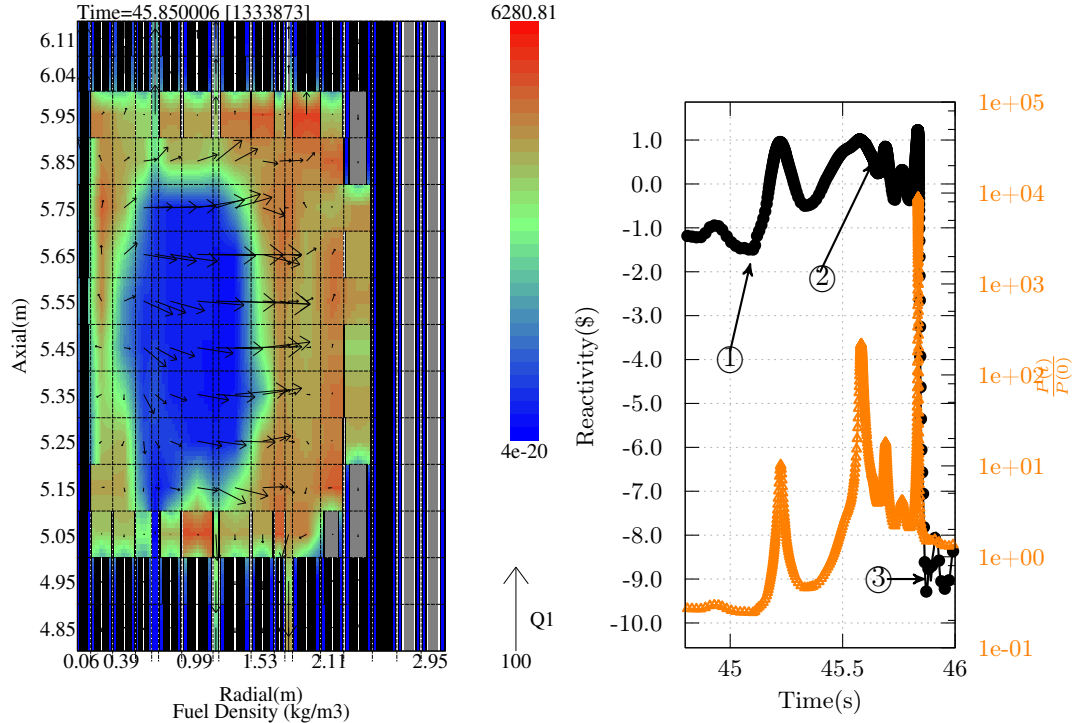 Time=45.850006 [1333873]
6280.81
4e-20
6.11
6.04
5.95
5.85
5.75
5.65
5.55
5.45
5.35
5.25
5.15
5.05
4.95
4.85
Axial(m)
0.06 0.39 0.99 1.53 2.11 2.95
Radial(m)
Fuel Density (kg/m3)
Q1
100
1.0
0.0
-1.0
-2.0
-3.0
-4.0
-5.0
-6.0
-7.0
-8.0
-9.0
-10.0
Reactivity($)
1
2
3
45 45.5 46
Time(s)
1e+05
1e+04
1e+03
1e+02
1e+01
1e+00
1e-01
P(t)
P(0)